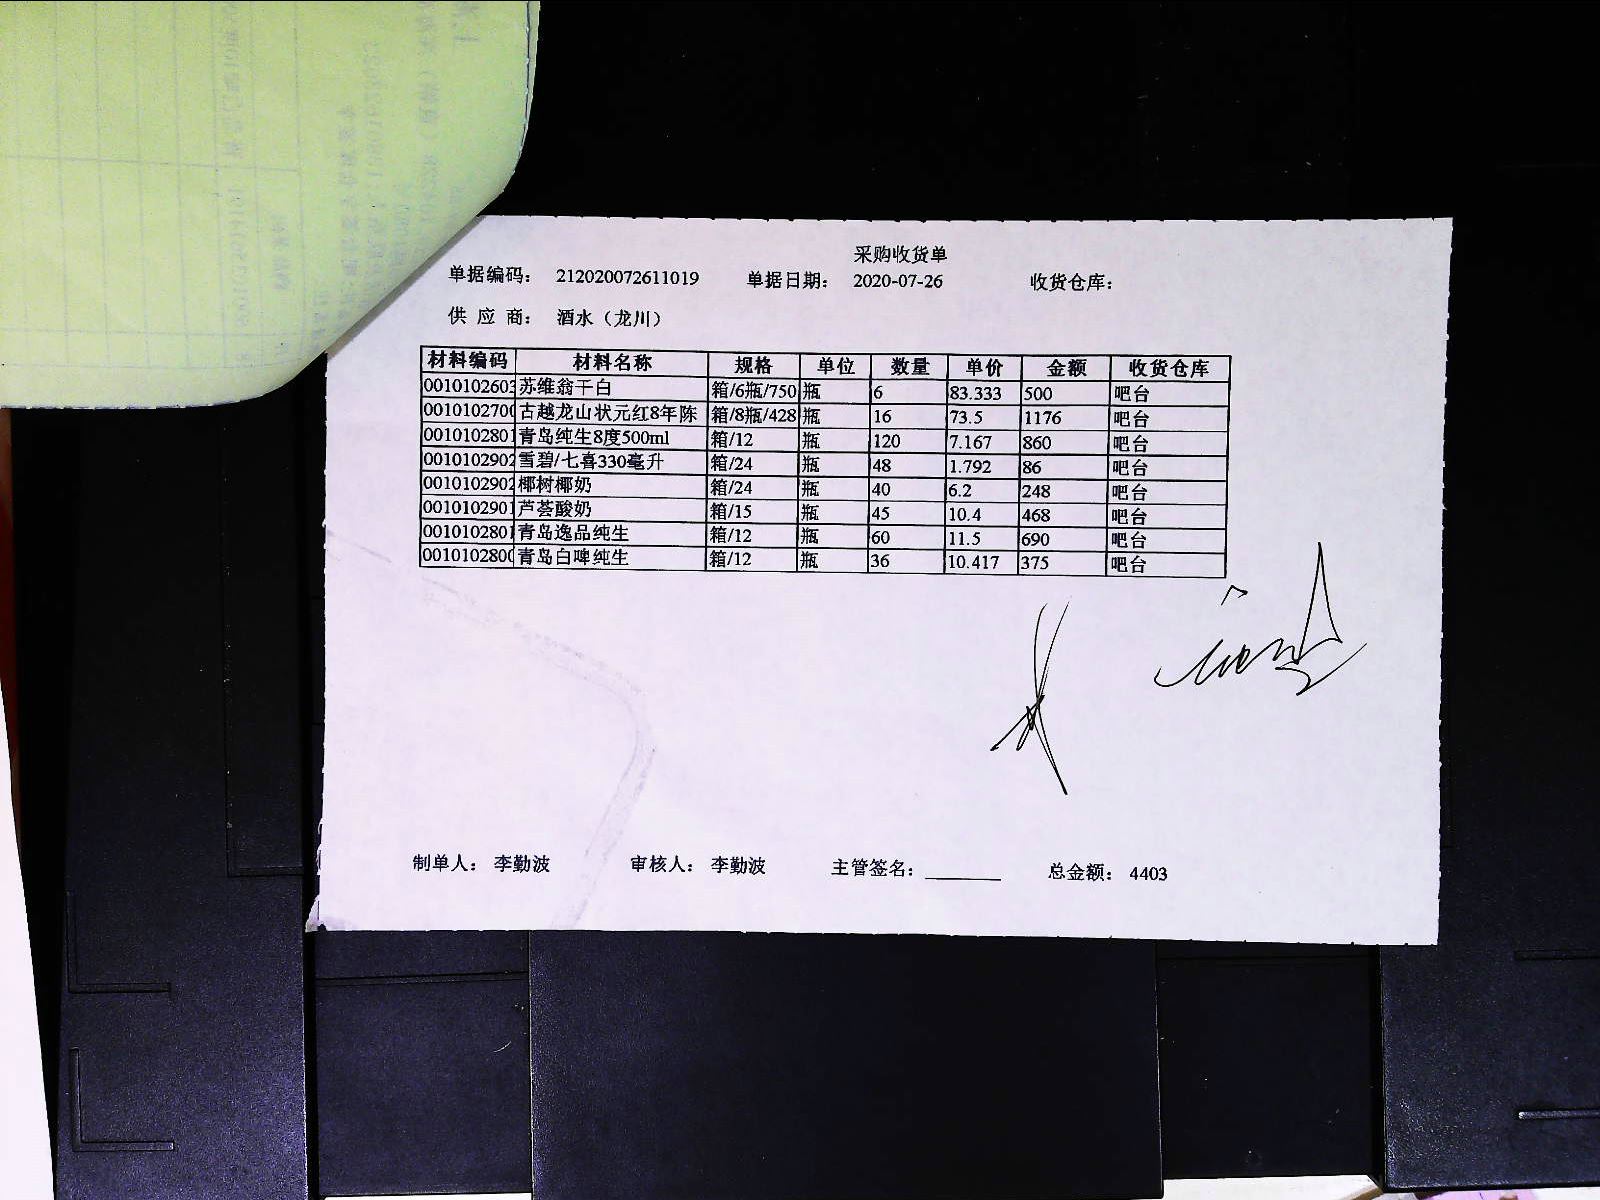 采购收货单
单据编码： 212020072611019 单据日期： 2020-07-26 收货仓库：
供 应 商： 酒水（龙川）
材料编码 材料名称 规格 单位 数量 单价 金额 收货仓库
0010102603 苏维翁干白 箱/6瓶/750 瓶 6 83.333 500 吧台
001010270 古越龙山状元红8年陈 箱/8瓶/428 瓶 16 73.5 1176 吧台
001010280 青岛纯生8度500ml 箱/12 瓶 120 7.167 860 吧台
0010102902 雪碧/七喜330毫升 箱/24 瓶 48 1.792 86 吧台
0010102902 椰树椰奶 箱/24 瓶 40 6.2 248 吧台
001010290 芦荟酸奶 箱/15 瓶 45 10.4 468 吧台
001010280 青岛逸品纯生 箱/12 瓶 60 11.5 690 吧台
001010280 青岛白啤纯生 箱/12 瓶 36 10.417 375 吧台
制单人： 李勤波 审核人： 李勤波 主管签名： 总金额： 4403